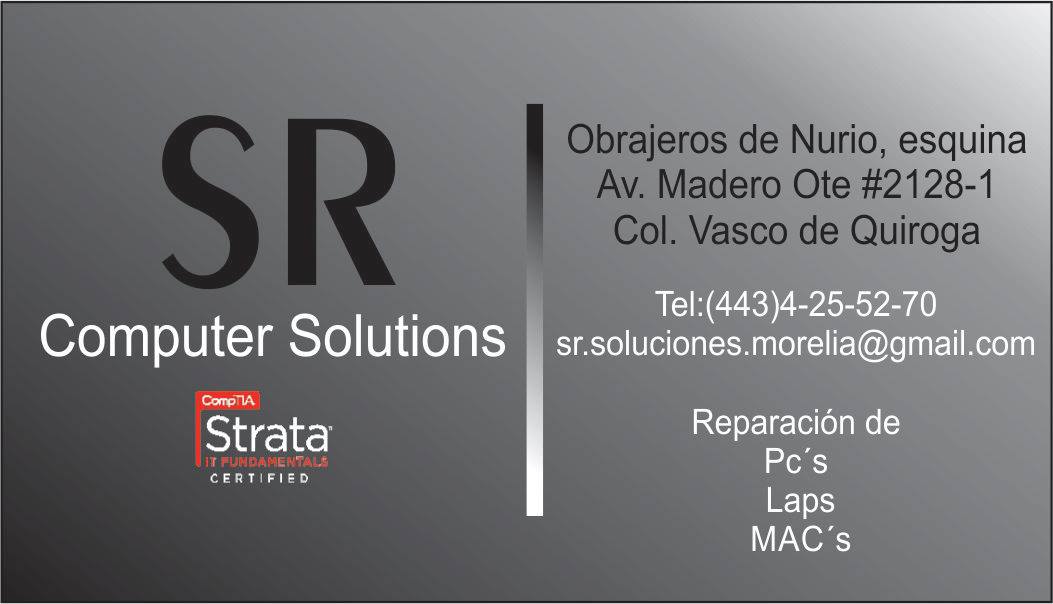 SR
Computer Solutions
CompTIA
Strata™
IT FUNDAMENTALS
CERTIFIED
Obrajeros de Nurio, esquina
Av. Madero Ote #2128-1
Col. Vasco de Quiroga
Tel:(443)4-25-52-70
sr.soluciones.morelia@gmail.com
Reparación de
Pc´s
Laps
MAC´s